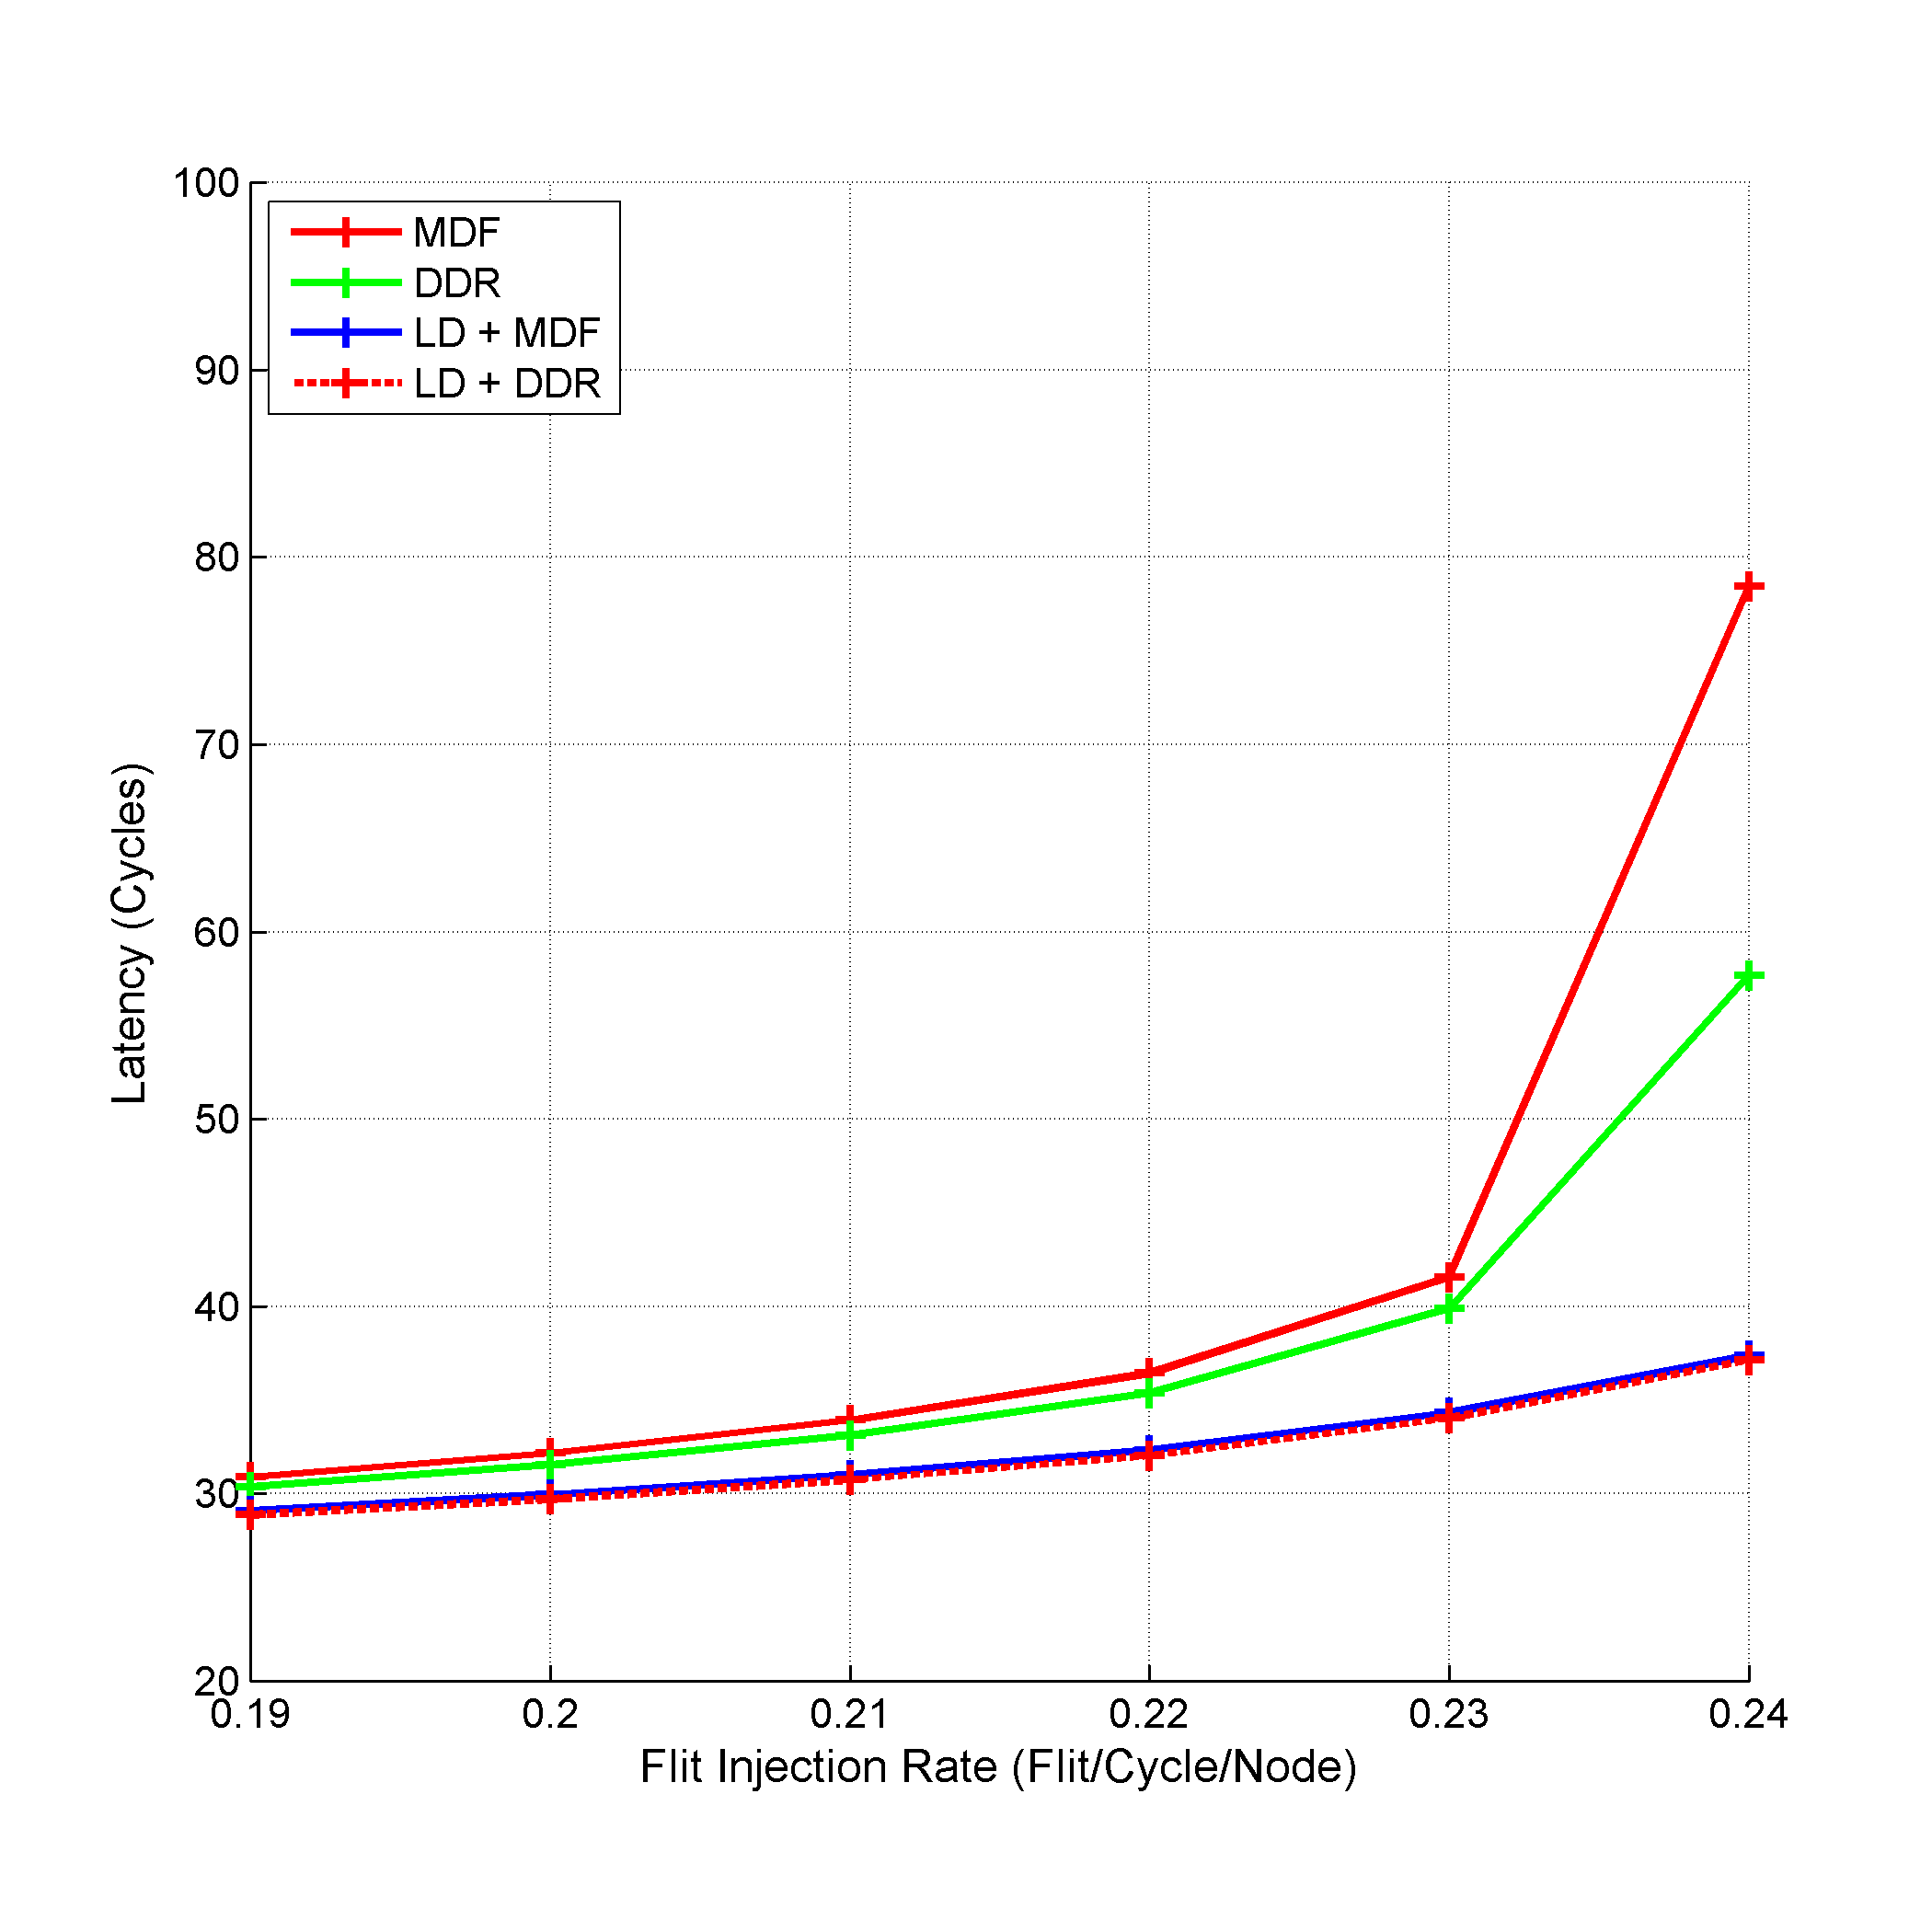 100
90
80
70
60
50
40
30
20
MDF
DDR
LD + MDF
LD + DDR
Latency (Cycles)
0.19 0.2 0.21 0.22 0.23 0.24
Flit Injection Rate (Flit/Cycle/Node)